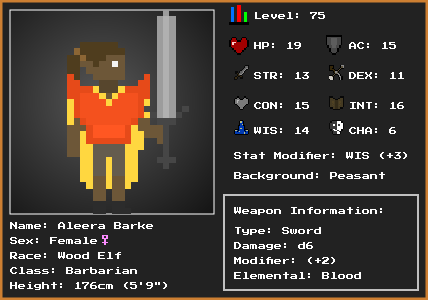 Level: 75
HP: 19 AC: 15
STR: 13 DEX: 11
CON: 15 INT: 16
WIS: 14 CHA: 6
Stat Modifier: WIS (+3)
Background: Peasant
Weapon Information:
Type: Sword
Damage: d6
Modifier: (+2)
Elemental: Blood
Name: Aleera Barke
Sex: Female♀
Race: Wood Elf
Class: Barbarian
Height: 176cm (5'9")